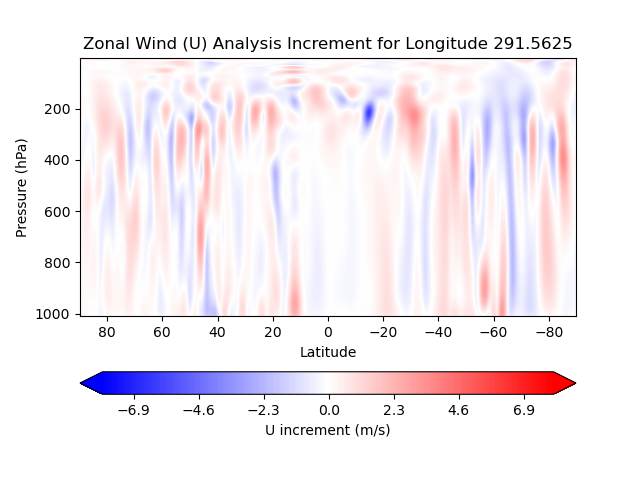 Zonal Wind (U) Analysis Increment for Longitude 291.5625
200
400
600
800
1000
Pressure (hPa)
80 60 40 20 0 −20 −40 −60 −80
Latitude
−6.9 −4.6 −2.3 0.0 2.3 4.6 6.9
U increment (m/s)